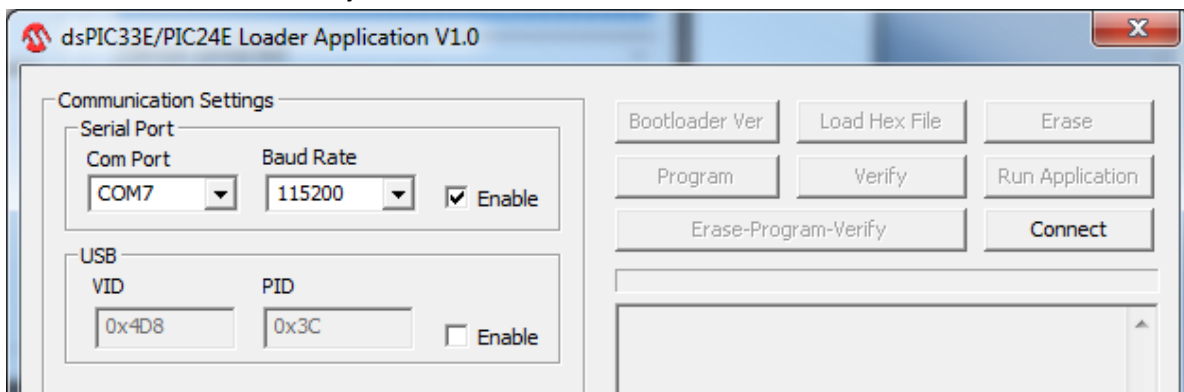 dsPIC33E/PIC24E Loader Application V1.0
Communication Settings
Serial Port
Com Port Baud Rate
COM7 115200 Enable
USB
VID PID
0x4D8 0x3C Enable
Bootloader Ver Load Hex File Erase
Program Verify Run Application
Erase-Program-Verify Connect